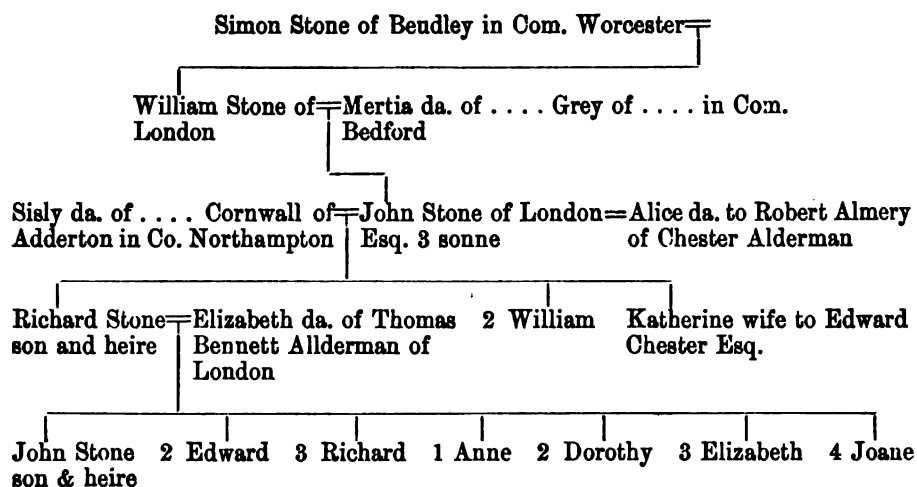 Simon Stone of Beudley in Com. Worcester
William Stone of=Mertia da. of .... Grey of .... in Com.
London Bedford
Sisly da. of .... Cornwall of=John Stone of London=Alice da. to Robert Almery
Adderton in Co. Northampton Esq. 3 sonne of Chester Alderman
Richard Stone=Elizabeth da. of Thomas 2 William Katherine wife to Edward
son and heire Bennett Allderman of Chester Esq.
London
John Stone 2 Edward 3 Richard 1 Anne 2 Dorothy 3 Elizabeth 4 Joane
son & heire